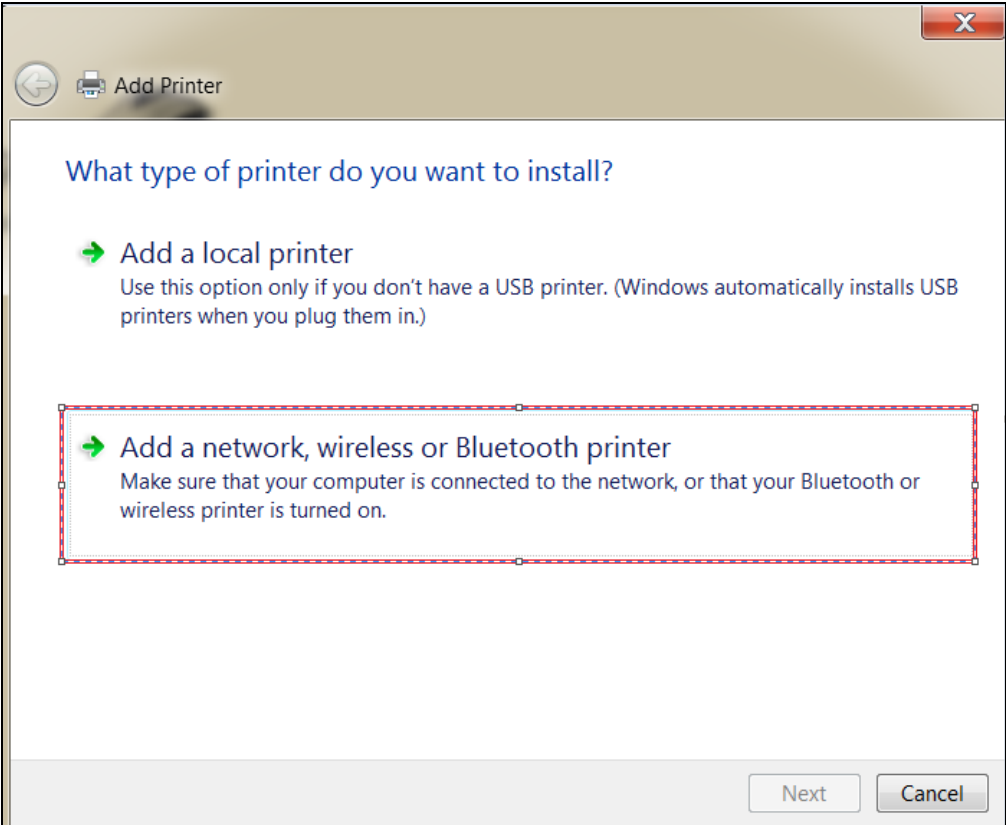 Add Printer
What type of printer do you want to install?
Add a local printer
Use this option only if you don't have a USB printer. (Windows automatically installs USB
printers when you plug them in.)
Add a network, wireless or Bluetooth printer
Make sure that your computer is connected to the network, or that your Bluetooth or
wireless printer is turned on.
Next
Cancel